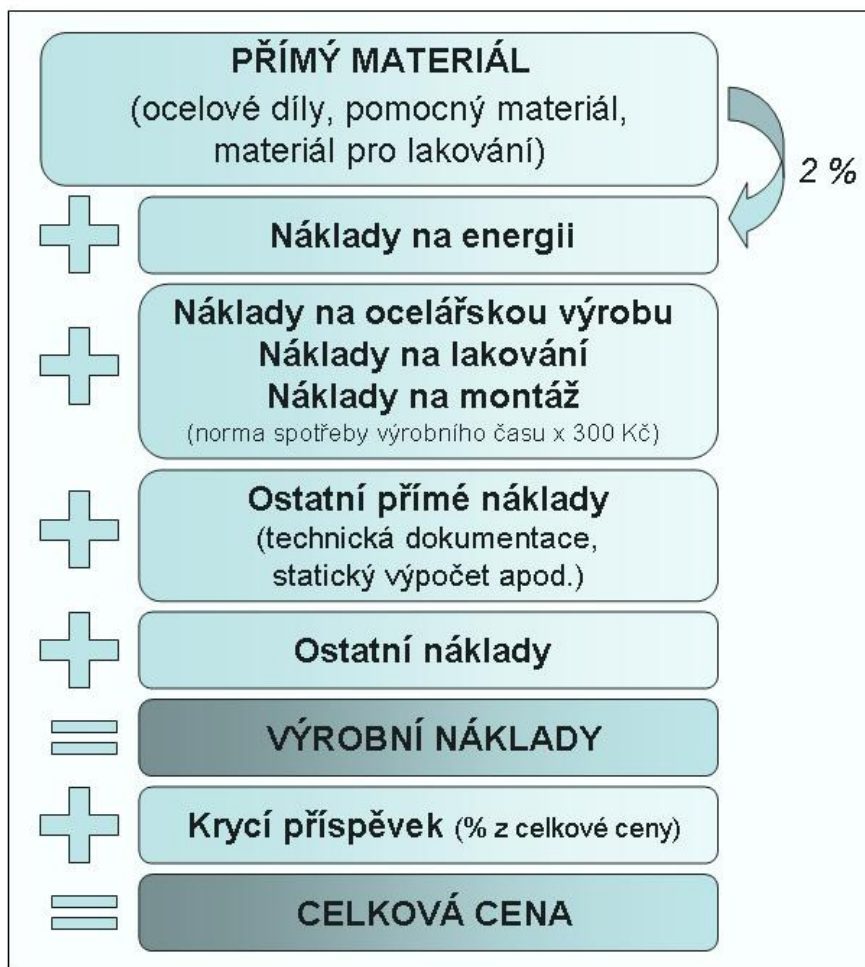 PŘÍMÝ MATERIÁL
(ocelové díly, pomocný materiál,
materiál pro lakování)
2 %
Náklady na energii
Náklady na ocelářskou výrobu
Náklady na lakování
Náklady na montáž
(norma spotřeby výrobního času x 300 Kč)
Ostatní přímé náklady
(technická dokumentace,
statický výpočet apod.)
Ostatní náklady
VÝROBNÍ NÁKLADY
Krycí příspěvek (% z celkové ceny)
CELKOVÁ CENA